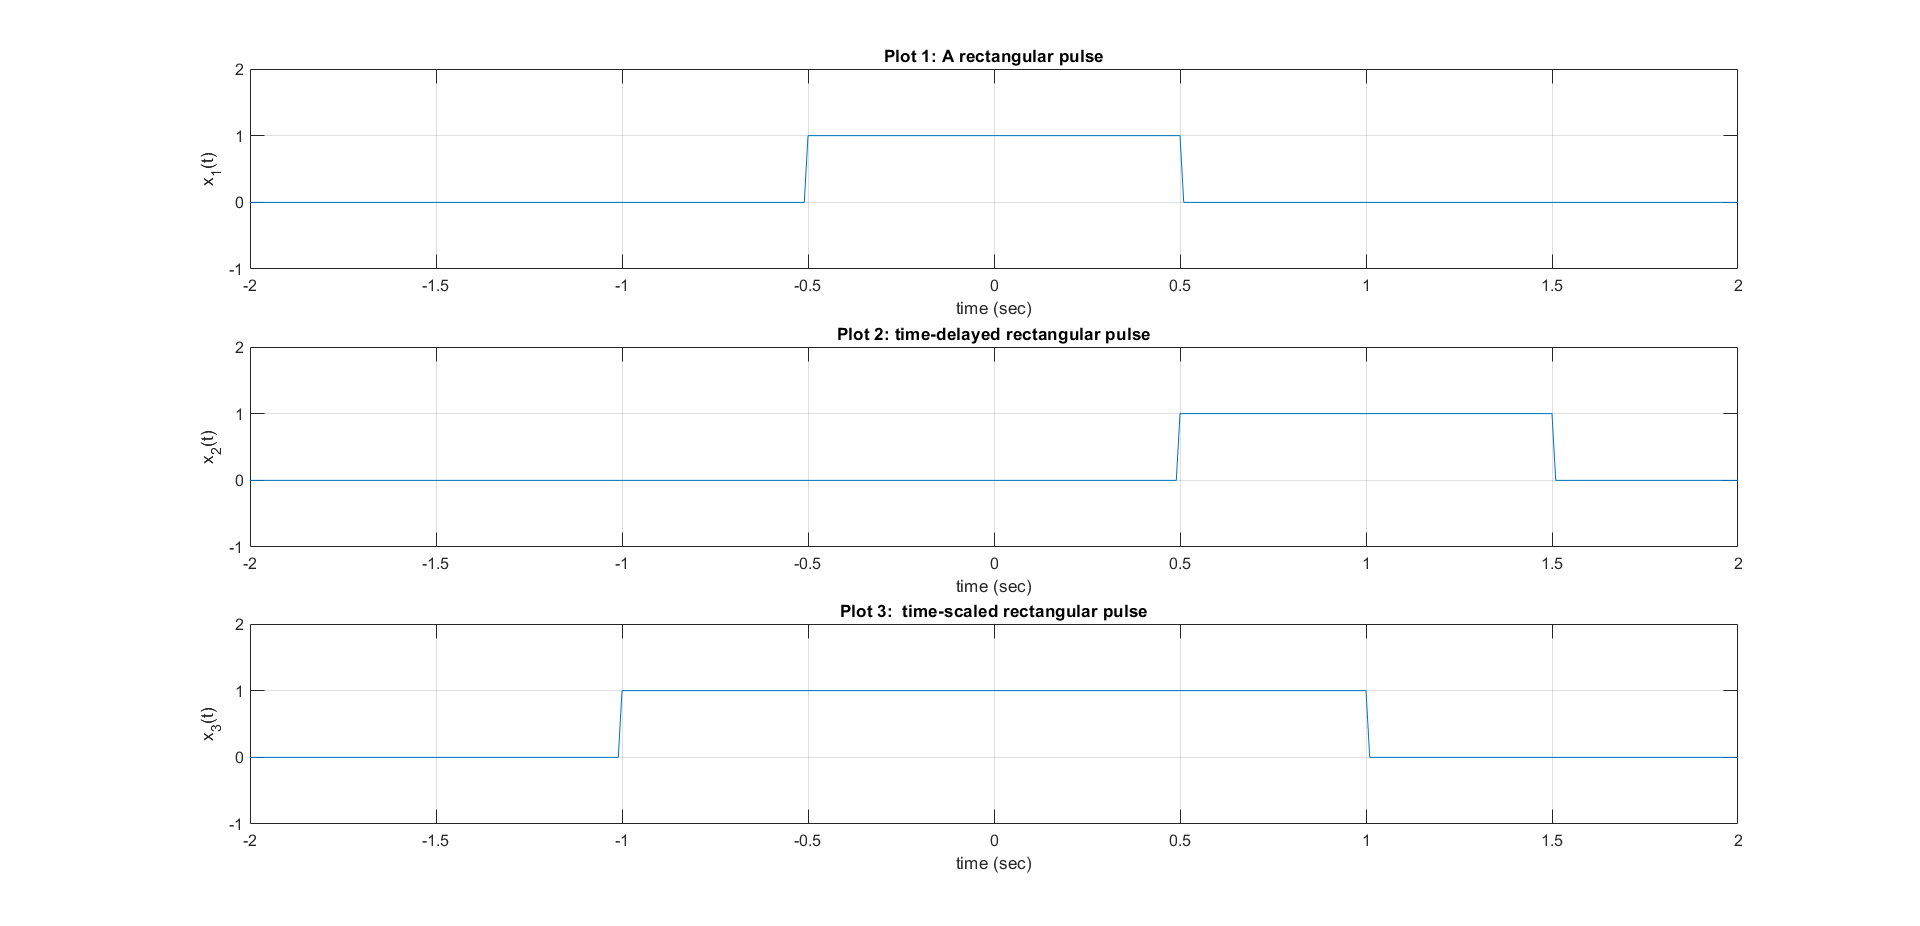 Plot 1: A rectangular pulse
2
1
0
-1
x1(t)
-2 -1.5 -1 -0.5 0 0.5 1 1.5 2
time (sec)
Plot 2: time-delayed rectangular pulse
2
1
0
-1
x2(t)
-2 -1.5 -1 -0.5 0 0.5 1 1.5 2
time (sec)
Plot 3:  time-scaled rectangular pulse
2
1
0
-1
x3(t)
-2 -1.5 -1 -0.5 0 0.5 1 1.5 2
time (sec)